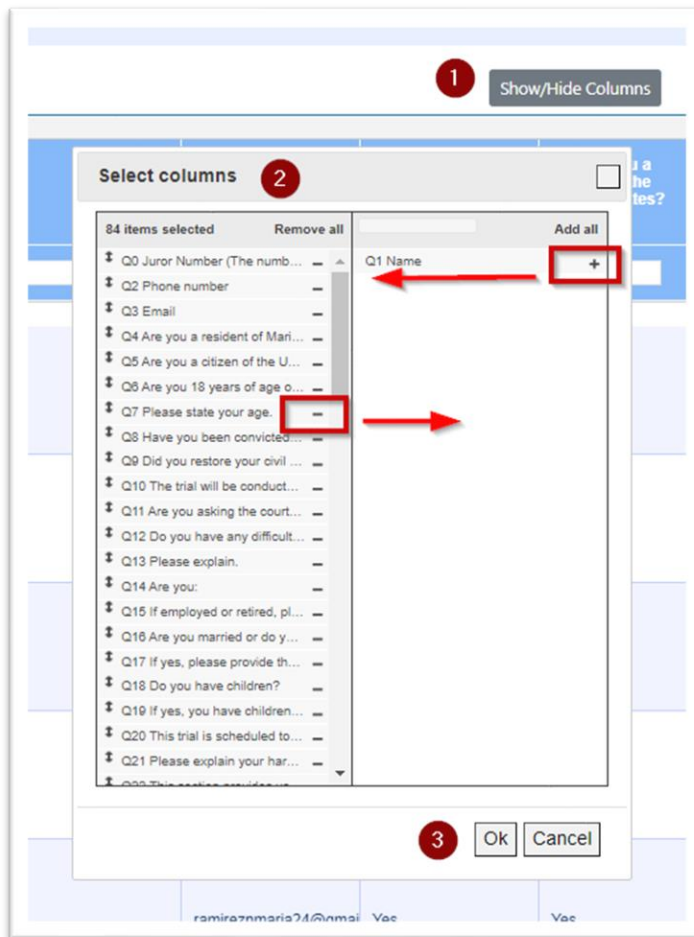 1 Show/Hide Columns
u a
he
tes?
Select columns 2
84 items selected Remove all Add all
Q0 Juror Number (The numb...
Q1 Name +
Q2 Phone number
Q3 Email
Q4 Are you a resident of Mari...
Q5 Are you a citizen of the U...
Q6 Are you 18 years of age o...
Q7 Please state your age.
Q8 Have you been convicted...
Q9 Did you restore your civil ...
Q10 The trial will be conduct...
Q11 Are you asking the court...
Q12 Do you have any difficult...
Q13 Please explain.
Q14 Are you:
Q15 If employed or retired, pl...
Q16 Are you married or do y...
Q17 If yes, please provide th...
Q18 Do you have children?
Q19 If yes, you have children...
Q20 This trial is scheduled to...
Q21 Please explain your har...
3 Ok Cancel
ramireznmaria24@gmai Yes Yes